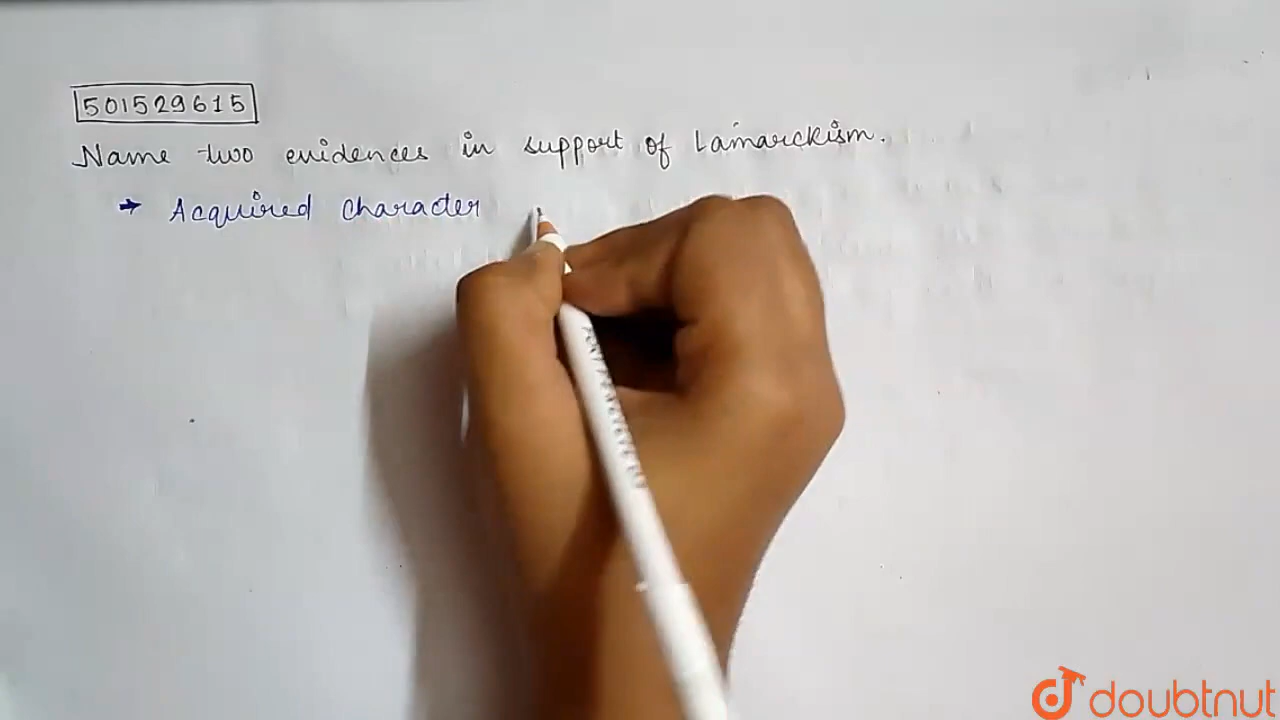 501529615
Name two evidences in support of Lamarckism.
→ Acquired character
doubtnut